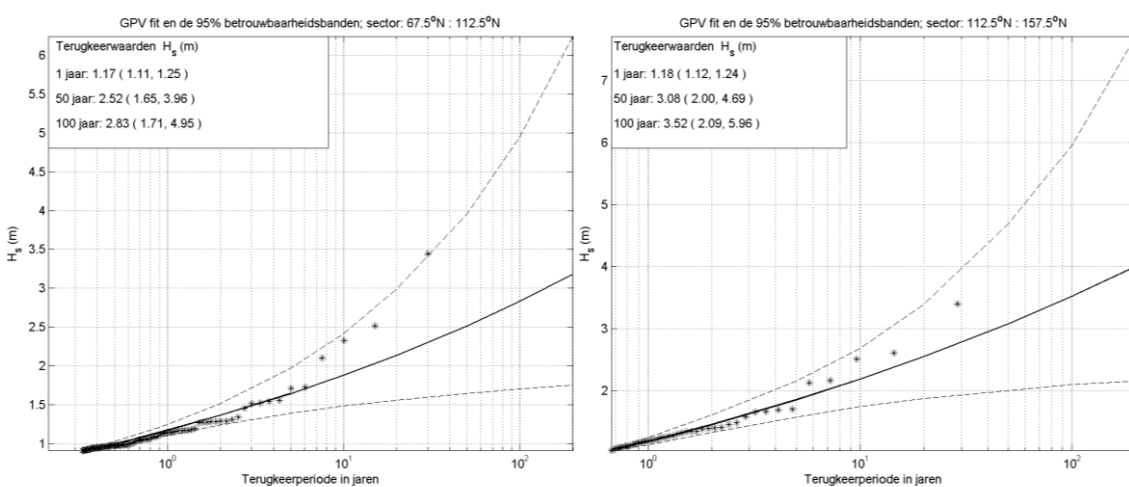 GPV fit en de 95% betrouwbaarheidsbanden; sector: 67.5°N : 112.5°N
Terugkeerwaarden H_s (m)
1 jaar: 1.17 ( 1.11, 1.25 )
50 jaar: 2.52 ( 1.65, 3.96 )
100 jaar: 2.83 ( 1.71, 4.95 )
6
5.5
5
4.5
4
3.5
3
2.5
2
1.5
1
H_s (m)
10^0
10^1
10^2
Terugkeerperiode in jaren
GPV fit en de 95% betrouwbaarheidsbanden; sector: 112.5°N : 157.5°N
Terugkeerwaarden H_s (m)
1 jaar: 1.18 ( 1.12, 1.24 )
50 jaar: 3.08 ( 2.00, 4.69 )
100 jaar: 3.52 ( 2.09, 5.96 )
7
6
5
4
3
2
H_s (m)
10^0
10^1
10^2
Terugkeerperiode in jaren